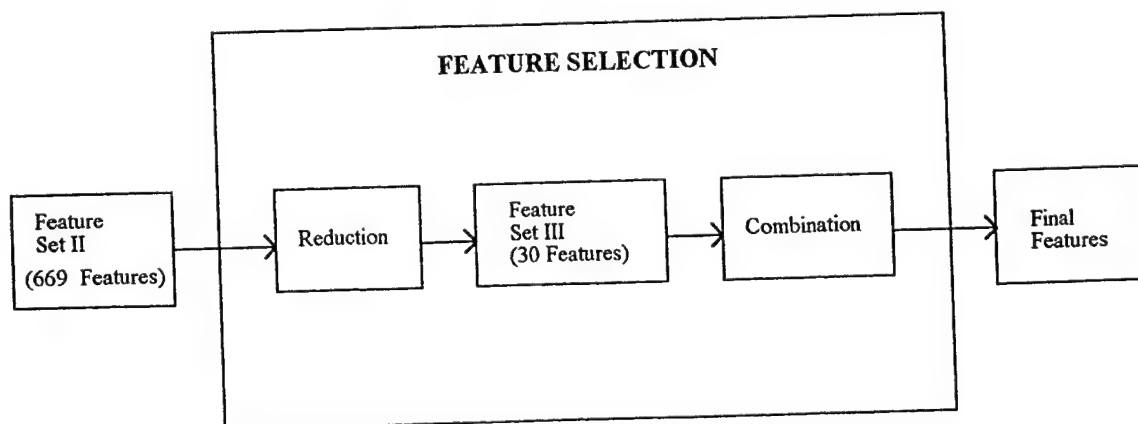 FEATURE SELECTION
Feature
Set II
(669 Features)
Reduction
Feature
Set III
(30 Features)
Combination
Final
Features